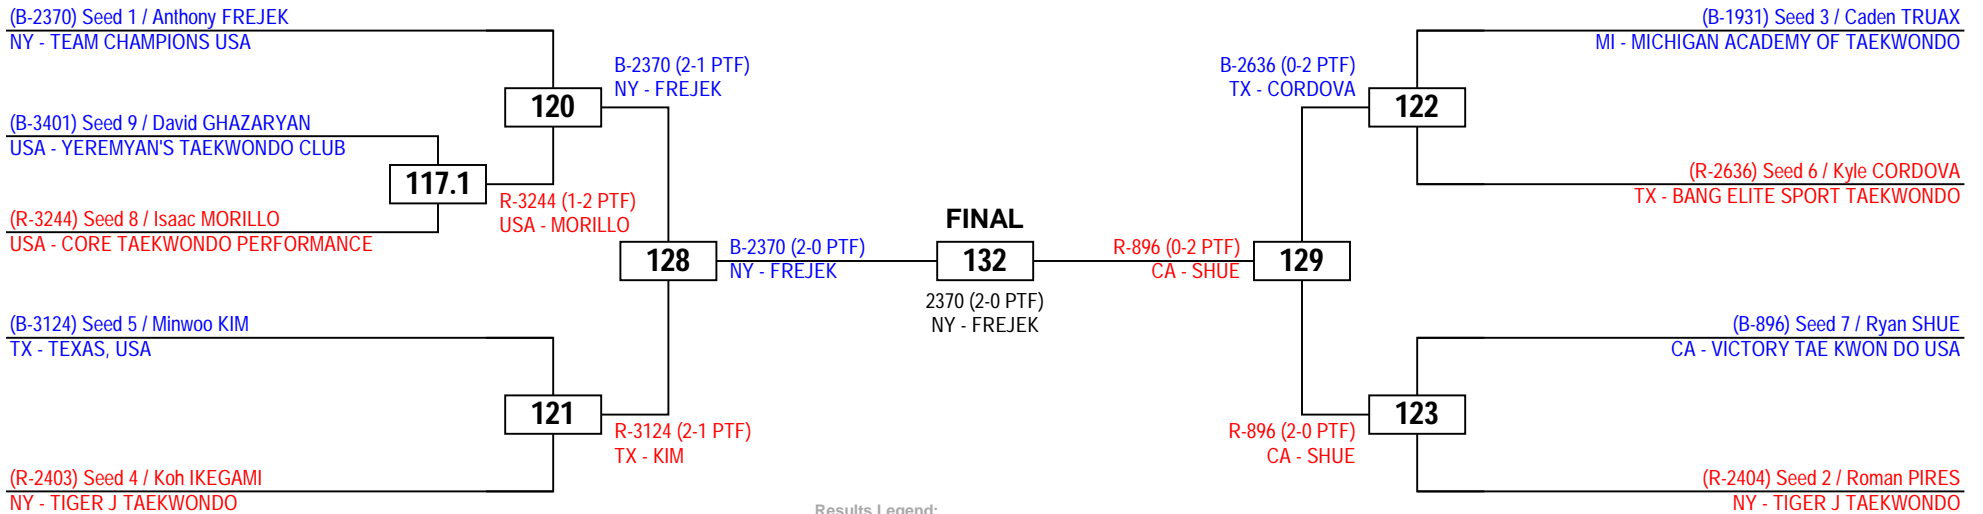 (B-2370) Seed 1 / Anthony FREJEK
NY - TEAM CHAMPIONS USA
(B-3401) Seed 9 / David GHAZARYAN
USA - YEREMYAN'S TAEKWONDO CLUB
(R-3244) Seed 8 / Isaac MORILLO
USA - CORE TAEKWONDO PERFORMANCE
(B-3124) Seed 5 / Minwoo KIM
TX - TEXAS, USA
(R-2403) Seed 4 / Koh IKEGAMI
NY - TIGER J TAEKWONDO
117.1
R-3244 (1-2 PTF)
USA - MORILLO
120
B-2370 (2-1 PTF)
NY - FREJEK
121
R-3124 (2-1 PTF)
TX - KIM
128
B-2370 (2-0 PTF)
NY - FREJEK
FINAL
132
2370 (2-0 PTF)
NY - FREJEK
R-896 (0-2 PTF)
CA - SHUE
129
B-2636 (0-2 PTF)
TX - CORDOVA
122
R-896 (2-0 PTF)
CA - SHUE
123
(B-1931) Seed 3 / Caden TRUAX
MI - MICHIGAN ACADEMY OF TAEKWONDO
(R-2636) Seed 6 / Kyle CORDOVA
TX - BANG ELITE SPORT TAEKWONDO
(B-896) Seed 7 / Ryan SHUE
CA - VICTORY TAE KWON DO USA
(R-2404) Seed 2 / Roman PIRES
NY - TIGER J TAEKWONDO
Results Legend: